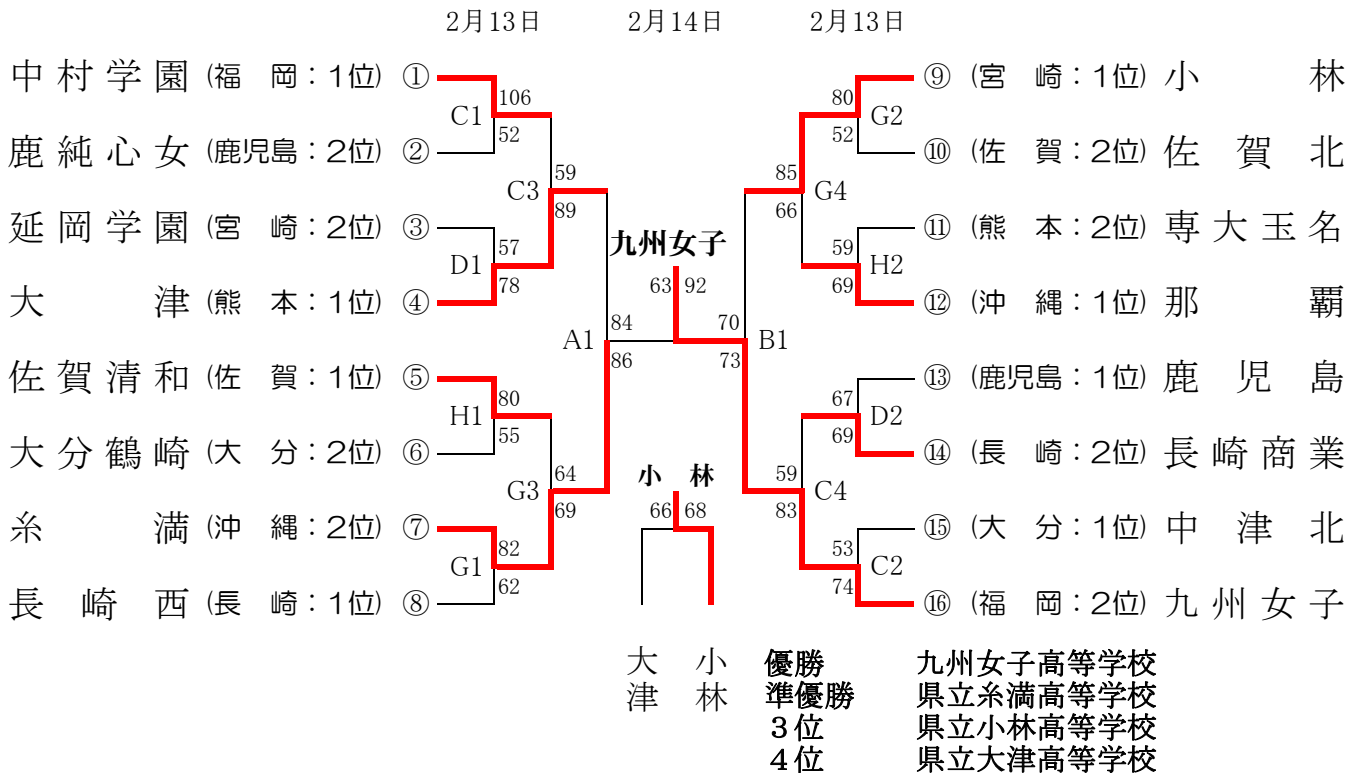 2月13日 2月14日 2月13日
中村学園 (福 岡：1位) ①
106
C1
52
鹿純心女 (鹿児島：2位) ②
59
C3
89
延岡学園 (宮 崎：2位) ③
57
D1
78
大 津 (熊 本：1位) ④
84
A1
86
佐賀清和 (佐 賀：1位) ⑤
80
H1
55
大分鶴崎 (大 分：2位) ⑥
64
G3
69
糸 満 (沖 縄：2位) ⑦
82
G1
62
長崎西 (長 崎：1位) ⑧
九州女子
63 92
小 林
66 68
大津 小林
⑨ (宮 崎：1位) 小 林
80
G2
52
⑩ (佐 賀：2位) 佐賀北
85
G4
66
⑪ (熊 本：2位) 専大玉名
59
H2
69
⑫ (沖 縄：1位) 那 覇
70
B1
73
⑬ (鹿児島：1位) 鹿児島
67
D2
69
⑭ (長 崎：2位) 長崎商業
59
C4
83
⑮ (大 分：1位) 中津北
53
C2
74
⑯ (福 岡：2位) 九州女子
優勝 九州女子高等学校
準優勝 県立糸満高等学校
３位 県立小林高等学校
４位 県立大津高等学校